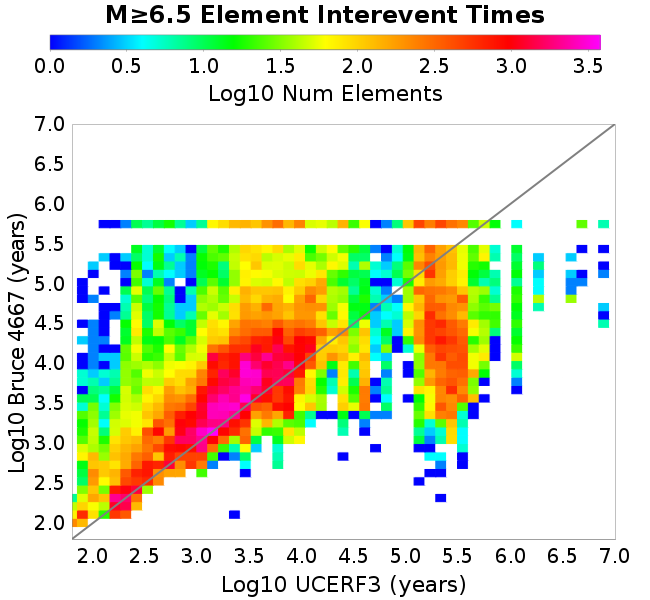 M≥6.5 Element Interevent Times
0.0 0.5 1.0 1.5 2.0 2.5 3.0 3.5
Log10 Num Elements
7.0
6.5
6.0
5.5
5.0
4.5
4.0
3.5
3.0
2.5
2.0
Log10 Bruce 4667 (years)
2.0 2.5 3.0 3.5 4.0 4.5 5.0 5.5 6.0 6.5 7.0
Log10 UCERF3 (years)